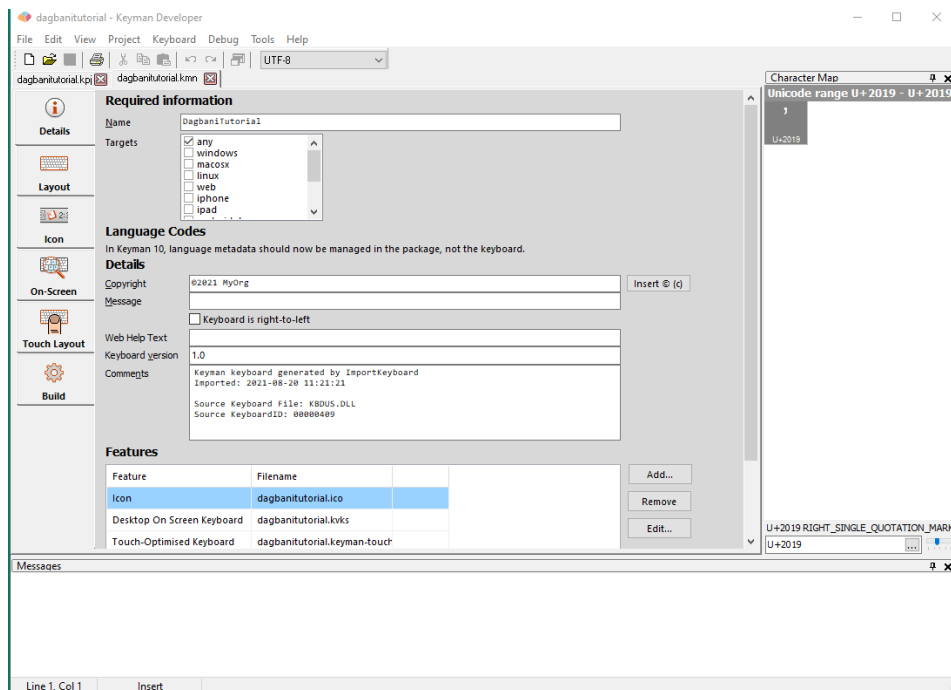 dagbanitutorial - Keyman Developer
File Edit View Project Keyboard Debug Tools Help
UTF-8
dagbanitutorial.kpj dagbanitutorial.kmn
Details
Layout
Icon
On-Screen
Touch Layout
Build
Required information
Name DagbaniTutorial
Targets any
windows
macosx
linux
web
iphone
ipad
Language Codes
In Keyman 10, language metadata should now be managed in the package, not the keyboard.
Details
Copyright ©2021 MyOrg Insert © (c)
Message
Keyboard is right-to-left
Web Help Text
Keyboard version 1.0
Comments Keyman keyboard generated by ImportKeyboard
Imported: 2021-08-20 11:21:21
Source Keyboard File: KBDUS.DLL
Source KeyboardID: 00000409
Features
Feature Filename
Icon dagbanitutorial.ico
Desktop On Screen Keyboard dagbanitutorial.kvks
Touch-Optimised Keyboard dagbanitutorial.keyman-touch
Add...
Remove
Edit...
Character Map
Unicode range U+2019 - U+2019
’
U+2019
U+2019 RIGHT_SINGLE_QUOTATION_MARK
U+2019 ...
Messages
Line 1, Col 1 Insert